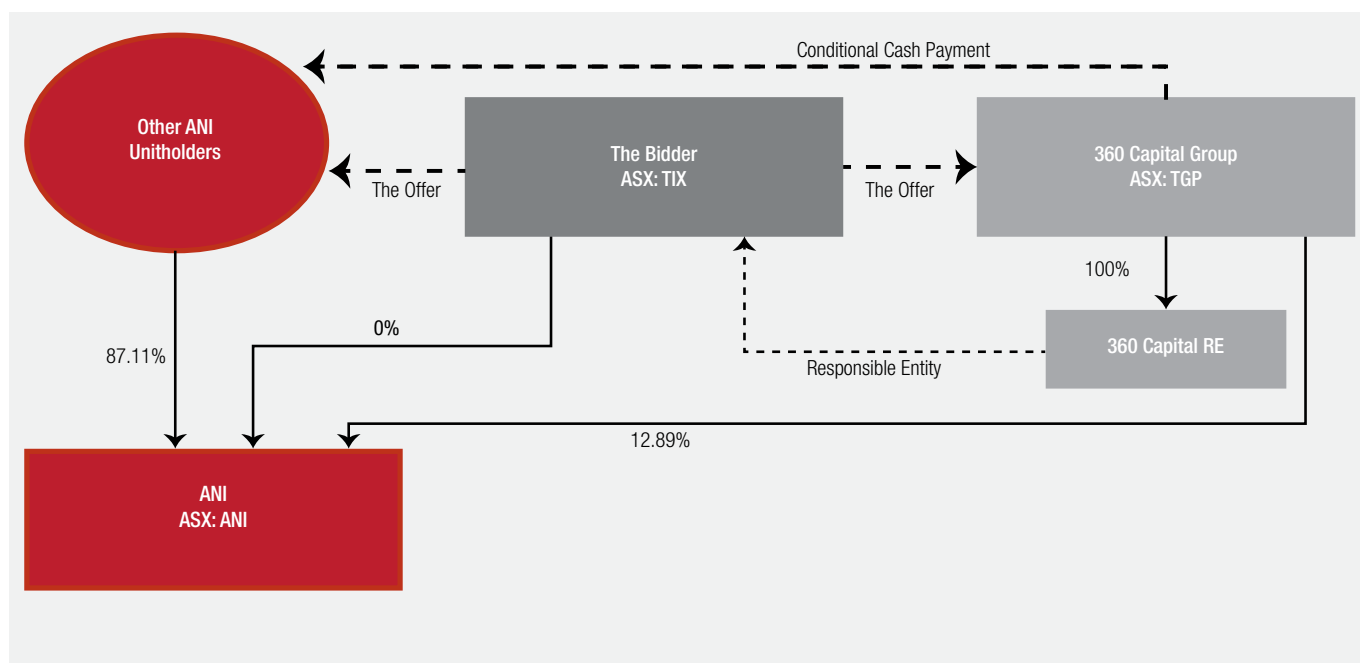 Conditional Cash Payment
Other ANI
Unitholders
The Bidder
ASX: TIX
360 Capital Group
ASX: TGP
The Offer
The Offer
100%
0%
87.11%
360 Capital RE
Responsible Entity
12.89%
ANI
ASX: ANI